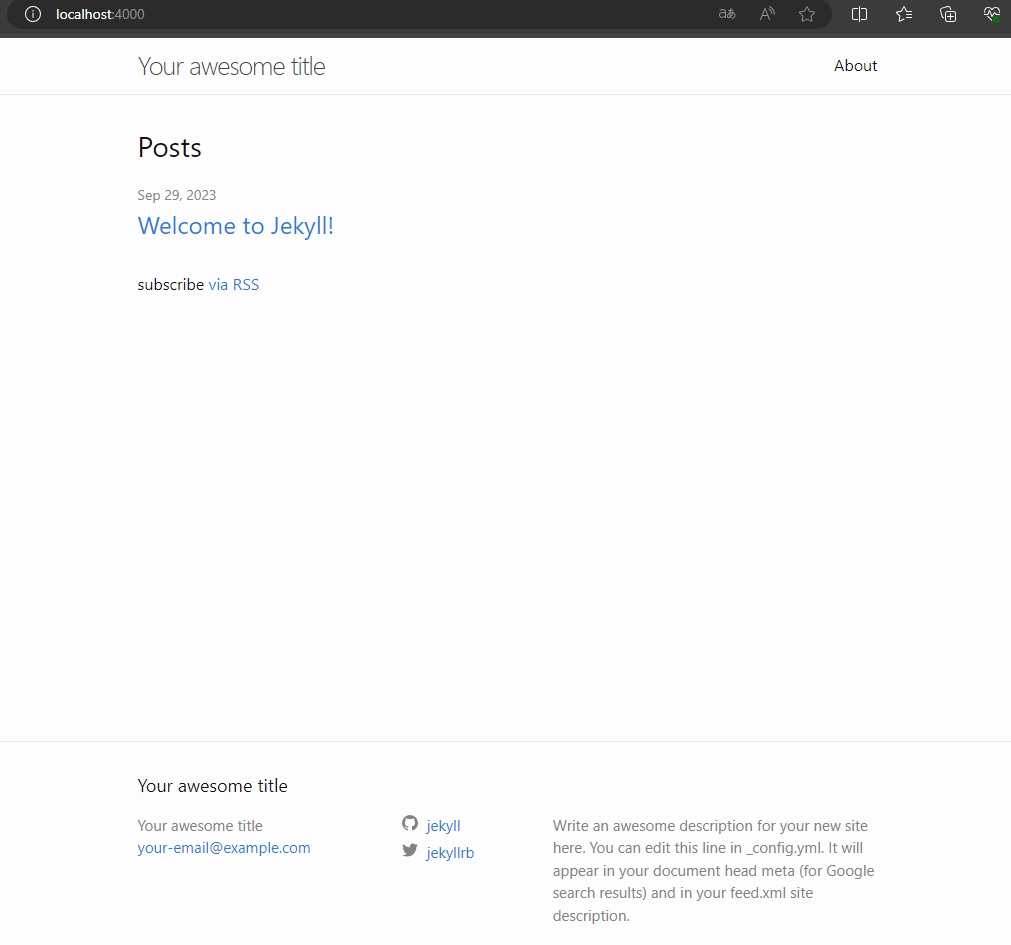 localhost:4000
aあ
A
Your awesome title
About
Posts
Sep 29, 2023
Welcome to Jekyll!
subscribe via RSS
Your awesome title
Your awesome title
your-email@example.com
jekyll
jekyllrb
Write an awesome description for your new site
here. You can edit this line in _config.yml. It will
appear in your document head meta (for Google
search results) and in your feed.xml site
description.